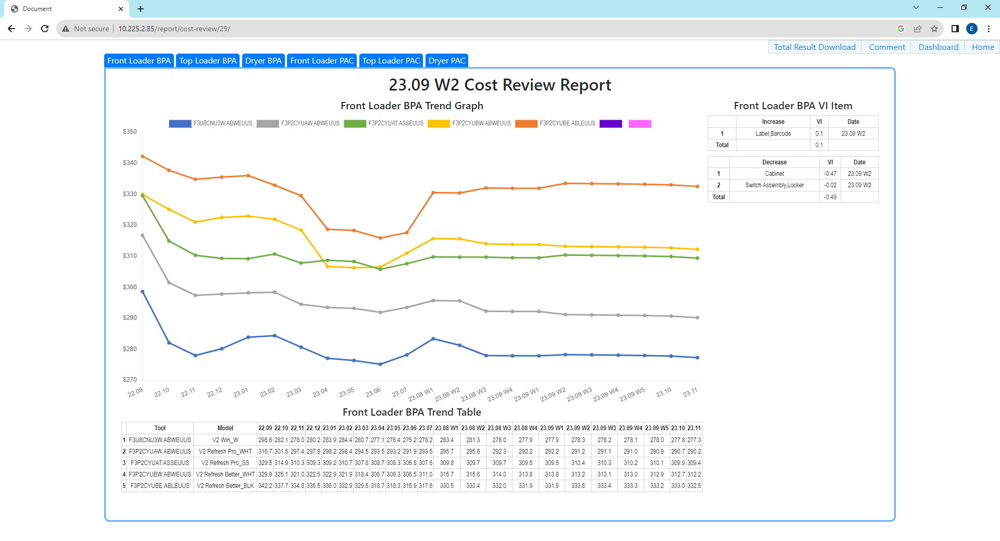 Document
Not secure
10.225.2.85/report/cost-review/29/
E
Total Result Download Comment Dashboard Home
Front Loader BPA Top Loader BPA Dryer BPA Front Loader PAC Top Loader PAC Dryer PAC
23.09 W2 Cost Review Report
Front Loader BPA Trend Graph
F3U8CNU3W.ABWEUUS F3P2CYUAW.ABWEUUS F3P2CYUAT.ASSEUUS F3P2CYUBW.ABWEUUS F3P2CYUBE.ABLEUUS
$350
$340
$330
$320
$310
$300
$290
$280
$270
22.09 22.10 22.11 22.12 23.01 23.02 23.03 23.04 23.05 23.06 23.07 23.08 W1 23.08 W2 23.08 W3 23.08 W4 23.09 W1 23.09 W2 23.09 W3 23.09 W4 23.09 W5 23.10 23.11
Front Loader BPA VI Item
Increase VI Date
1 Label,Barcode 0.1 23.09 W2
Total 0.1
Decrease VI Date
1 Cabinet -0.47 23.09 W2
2 Switch Assembly,Locker -0.02 23.09 W2
Total -0.49
Front Loader BPA Trend Table
Tool Model 22.09 22.10 22.11 22.12 23.01 23.02 23.03 23.04 23.05 23.06 23.07 23.08 W1 23.08 W2 23.08 W3 23.08 W4 23.09 W1 23.09 W2 23.09 W3 23.09 W4 23.09 W5 23.10 23.11
1 F3U8CNU3W.ABWEUUS V2 Win_W 298.6 282.1 278.0 280.2 283.9 284.4 280.7 277.1 276.4 275.2 278.2 283.4 281.3 278.0 277.9 277.9 278.3 278.2 278.1 278.0 277.8 277.3
2 F3P2CYUAW.ABWEUUS V2 Refresh Pro_WHT 316.7 301.5 297.4 297.8 298.2 298.4 294.5 293.5 293.2 291.9 293.5 295.7 295.6 292.3 292.2 292.2 291.2 291.1 291.0 290.9 290.7 290.2
3 F3P2CYUAT.ASSEUUS V2 Refresh Pro_SS 329.5 314.9 310.3 309.3 309.2 310.7 307.8 308.7 308.3 305.8 307.6 309.8 309.7 309.7 309.5 309.5 310.4 310.3 310.2 310.1 309.9 309.4
4 F3P2CYUBW.ABWEUUS V2 Refresh Better_WHT 329.9 325.1 321.0 322.5 322.9 321.9 318.4 306.7 306.3 306.5 311.0 315.7 315.6 314.0 313.8 313.8 313.2 313.1 313.0 312.9 312.7 312.2
5 F3P2CYUBE.ABLEUUS V2 Refresh Better_BLK 342.2 337.7 334.8 335.5 336.0 332.9 329.5 318.7 318.3 315.9 317.6 330.5 330.4 332.0 331.9 331.9 333.5 333.4 333.3 333.2 333.0 332.5